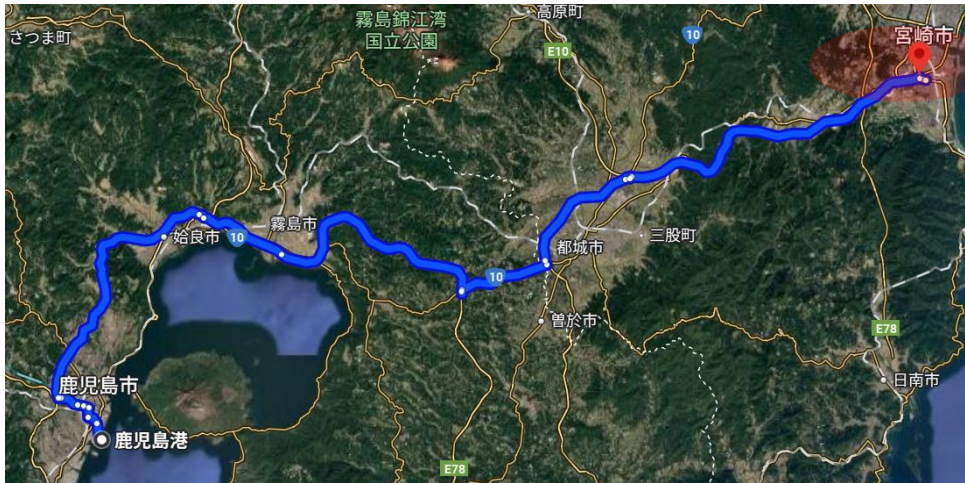 さつま町
霧島錦江湾
国立公園
高原町
E10
10
宮崎市
姶良市
10
霧島市
10
都城市
三股町
曽於市
E78
日南市
鹿児島市
鹿児島港
E78